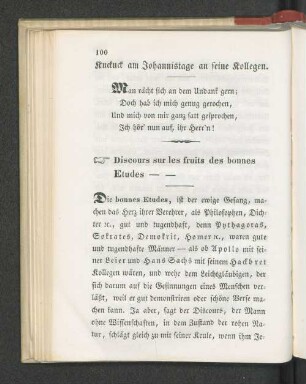 100
Kuckuck am Johannistage an seine Kollegen.
Man rächt sich an dem Undank gern;
Doch hab ich mich genug gerochen,
Und mich von mir ganz satt gesprochen,
Ich hör' nun auf, ihr Herr'n!
☞ Discours sur les fruits des bonnes
Etudes — —
Die bonnes Etudes, ist der ewige Gesang, ma-
chen das Herz ihrer Verehrer, als Philosophen, Dich-
ter ꝛc., gut und tugendhaft, denn Pythagoras,
Sokrates, Demokrit, Homer ꝛc., waren gute
und tugendhafte Männer — als ob Apollo mit sei-
ner Leier und Hans Sachs mit seinem Hackbret
Kollegen wären, und wehe dem Leichtgläubigen, der
sich darum auf die Gesinnungen eines Menschen ver-
läßt, weil er gut demonstriren oder schöne Verse ma-
chen kann. Ja aber, sagt der Discours, der Mann
ohne Wissenschaften, in dem Zustand der rohen Na-
tur, schlägt gleich zu mit seiner Keule, wenn ihm Je-